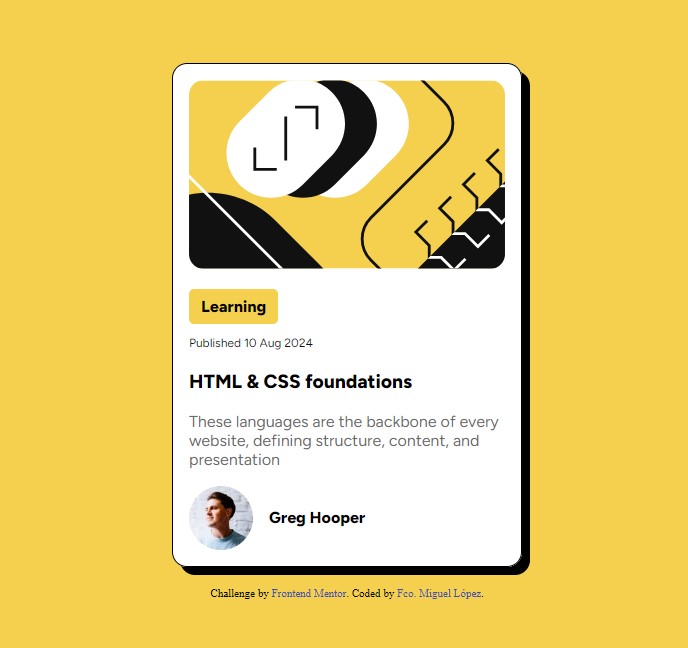 Learning
Published 10 Aug 2024
HTML & CSS foundations
These languages are the backbone of every
website, defining structure, content, and
presentation
Greg Hooper
Challenge by Frontend Mentor. Coded by Fco. Miguel López.